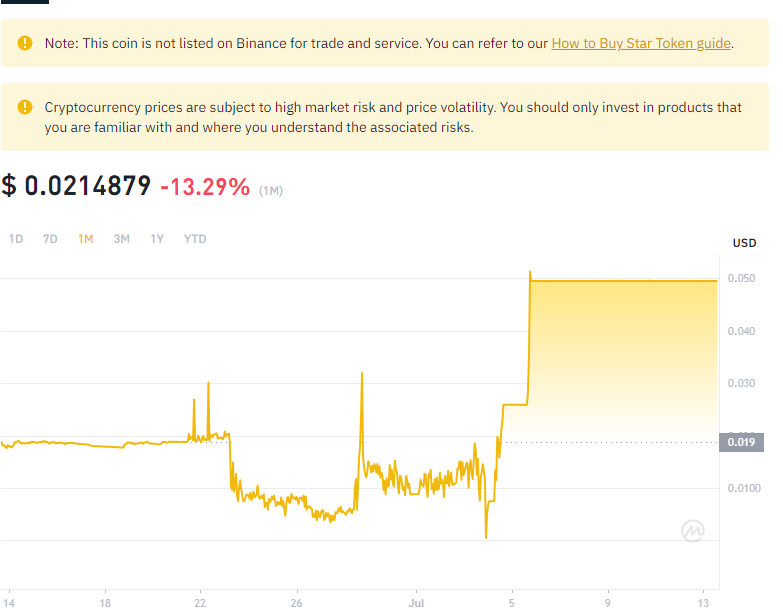 Note: This coin is not listed on Binance for trade and service. You can refer to our How to Buy Star Token guide.
Cryptocurrency prices are subject to high market risk and price volatility. You should only invest in products that
you are familiar with and where you understand the associated risks.
$ 0.0214879 -13.29% (1M)
1D 7D 1M 3M 1Y YTD
USD
0.050
0.040
0.030
0.019
0.0100
14 18 22 26 Jul 5 9 13